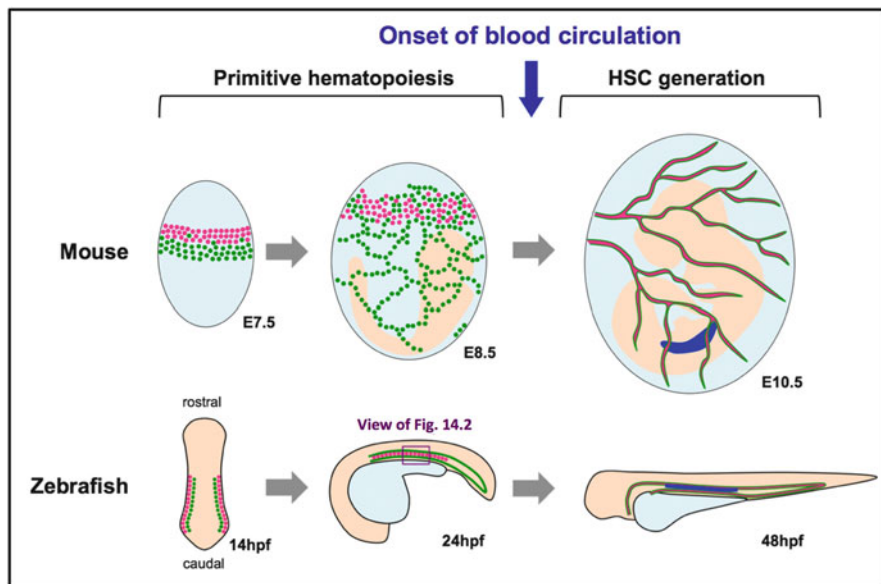 Onset of blood circulation
Primitive hematopoiesis
HSC generation
Mouse
E7.5
E8.5
E10.5
rostral
View of Fig. 14.2
Zebrafish
14hpf
24hpf
48hpf
caudal